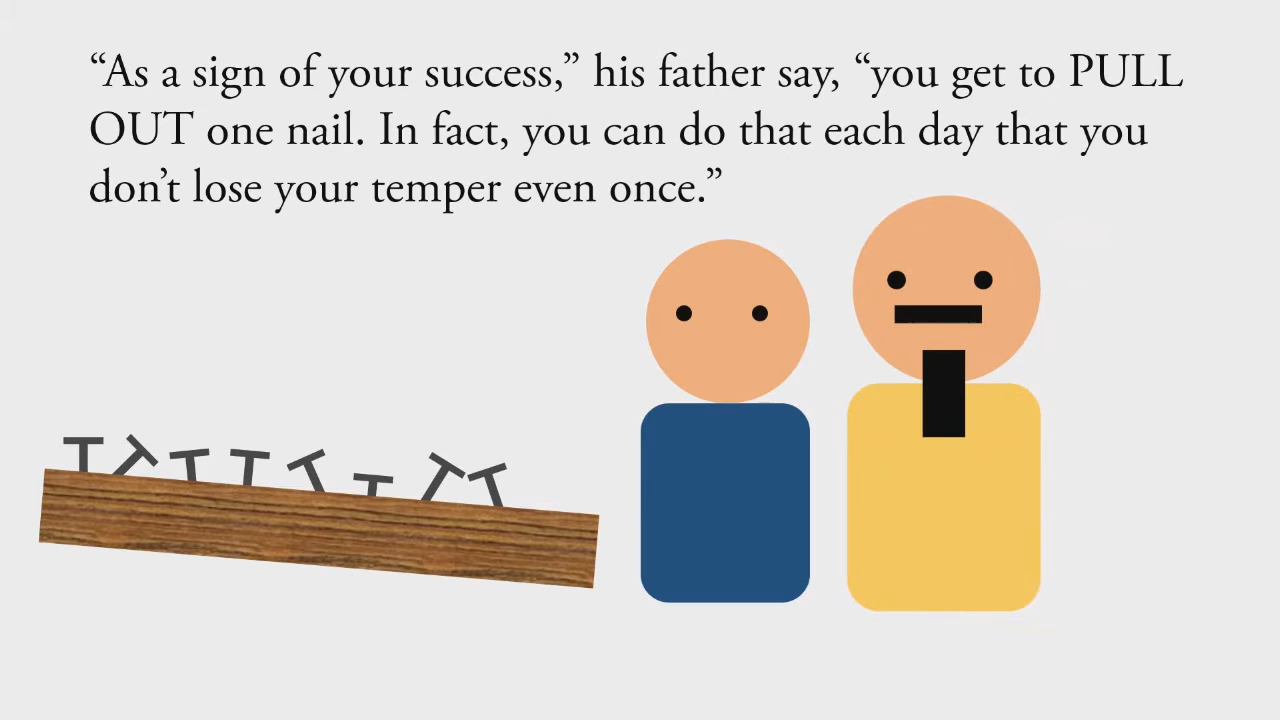 “As a sign of your success,” his father say, “you get to PULL
OUT one nail. In fact, you can do that each day that you
don’t lose your temper even once.”